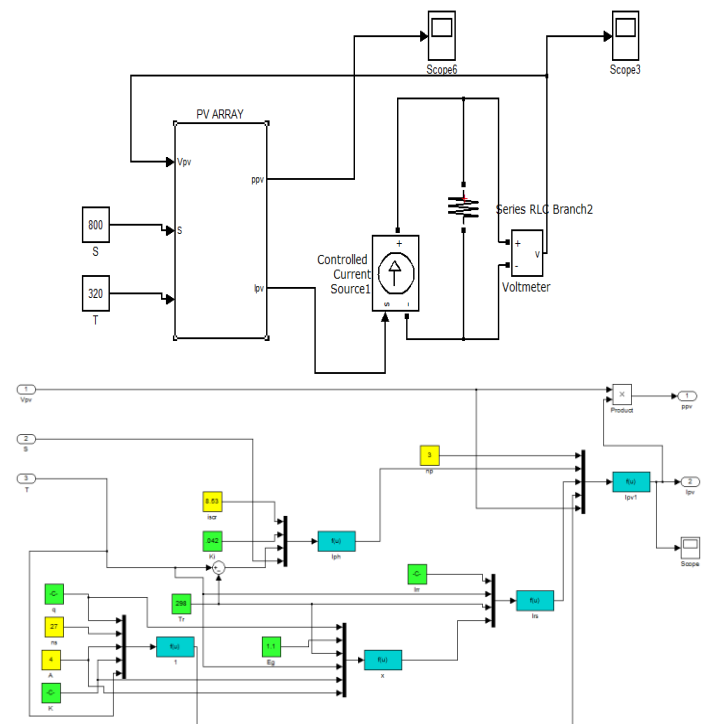 Scope6
Scope3
PV ARRAY
Vpv
ppv
S
Ipv
800
S
320
T
Series RLC Branch2
Controlled
Current
Source1
+
s
-
+
-
v
Voltmeter
1
Vpv
×
Product
1
ppv
2
S
3
T
3
np
f(u)
Ipv1
2
Ipv
8.53
iscr
.042
Ki
f(u)
Iph
Scope
+
-
-C-
Irr
f(u)
Irs
-C-
q
298
Tr
27
ns
f(u)
1.1
Eg
f(u)
x
4
A
-C-
K